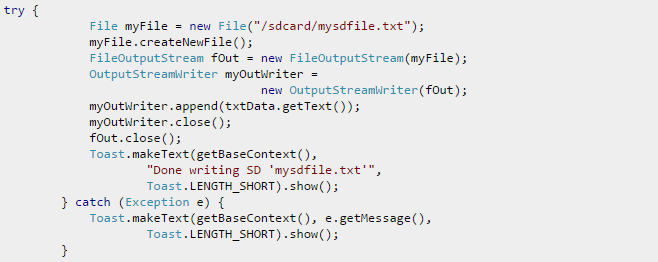 try {
            File myFile = new File("/sdcard/mysdfile.txt");
            myFile.createNewFile();
            FileOutputStream fOut = new FileOutputStream(myFile);
            OutputStreamWriter myOutWriter =
                                    new OutputStreamWriter(fOut);
            myOutWriter.append(txtData.getText());
            myOutWriter.close();
            fOut.close();
            Toast.makeText(getBaseContext(),
                    "Done writing SD 'mysdfile.txt'",
                    Toast.LENGTH_SHORT).show();
        } catch (Exception e) {
            Toast.makeText(getBaseContext(), e.getMessage(),
                    Toast.LENGTH_SHORT).show();
        }